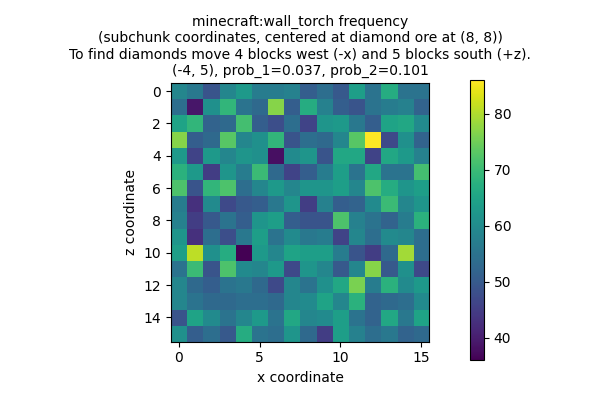 minecraft:wall_torch frequency
(subchunk coordinates, centered at diamond ore at (8, 8))
To find diamonds move 4 blocks west (-x) and 5 blocks south (+z).
(-4, 5), prob_1=0.037, prob_2=0.101
0
2
4
6
8
10
12
14
z coordinate
0
5
10
15
x coordinate
80
70
60
50
40